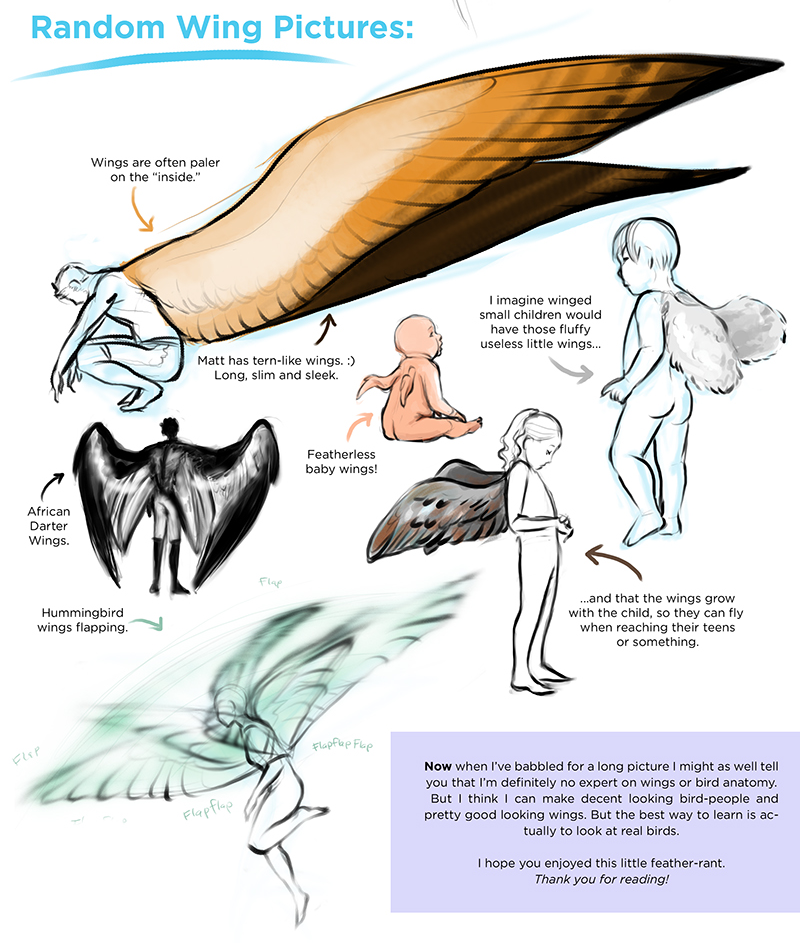 Random Wing Pictures:
Wings are often paler
on the “inside.”
I imagine winged
small children would
have those fluffy
useless little wings...
Matt has tern-like wings. :)
Long, slim and sleek.
Featherless
baby wings!
African
Darter
Wings.
...and that the wings grow
with the child, so they can fly
when reaching their teens
or something.
Flap
Hummingbird
wings flapping.
Flap
FlapFlap Flap
FlapFlap
Now when I’ve babbled for a long picture I might as well tell
you that I’m definitely no expert on wings or bird anatomy.
But I think I can make decent looking bird-people and
pretty good looking wings. But the best way to learn is ac-
tually to look at real birds.
I hope you enjoyed this little feather-rant.
Thank you for reading!